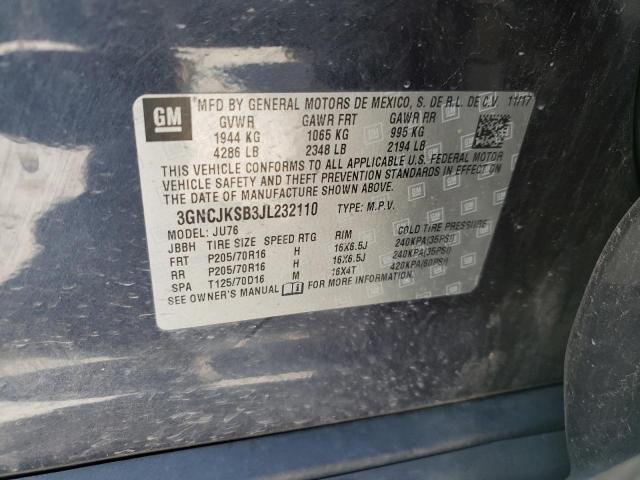 GM
MFD BY GENERAL MOTORS DE MEXICO, S. DE R.L. DE C.V. 11/17
GVWR GAWR FRT GAWR RR
1944 KG 1065 KG 995 KG
4286 LB 2348 LB 2194 LB
THIS VEHICLE CONFORMS TO ALL APPLICABLE U.S. FEDERAL MOTOR
VEHICLE SAFETY AND THEFT PREVENTION STANDARDS IN EFFECT ON
THE DATE OF MANUFACTURE SHOWN ABOVE.
3GNCJKSB3JL232110 TYPE: M.P.V.
MODEL: JU76
JBBH TIRE SIZE SPEED RTG RIM COLD TIRE PRESSURE
FRT P205/70R16 H 16X6.5J 240KPA(35PSI)
RR P205/70R16 H 16X6.5J 240KPA(35PSI)
SPA T125/70D16 M 16X4T 420KPA(60PSI)
SEE OWNER'S MANUAL FOR MORE INFORMATION.